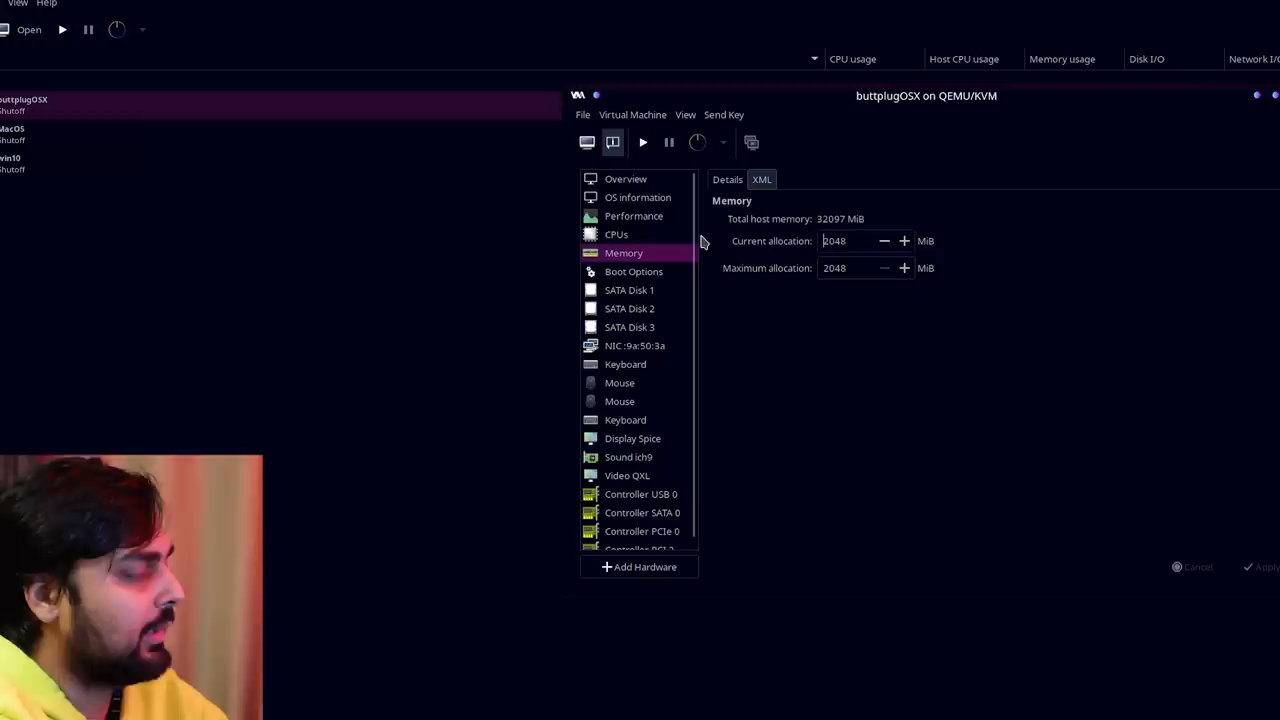 View Help
Open
CPU usage Host CPU usage Memory usage Disk I/O Network I/O
buttplugOSX
Shutoff
MacOS
Shutoff
win10
Shutoff
buttplugOSX on QEMU/KVM
File Virtual Machine View Send Key
Overview
OS information
Performance
CPUs
Memory
Boot Options
SATA Disk 1
SATA Disk 2
SATA Disk 3
NIC :9a:50:3a
Keyboard
Mouse
Mouse
Keyboard
Display Spice
Sound ich9
Video QXL
Controller USB 0
Controller SATA 0
Controller PCIe 0
Add Hardware
Details XML
Memory
Total host memory: 32097 MiB
Current allocation: 2048 MiB
Maximum allocation: 2048 MiB
Cancel Apply